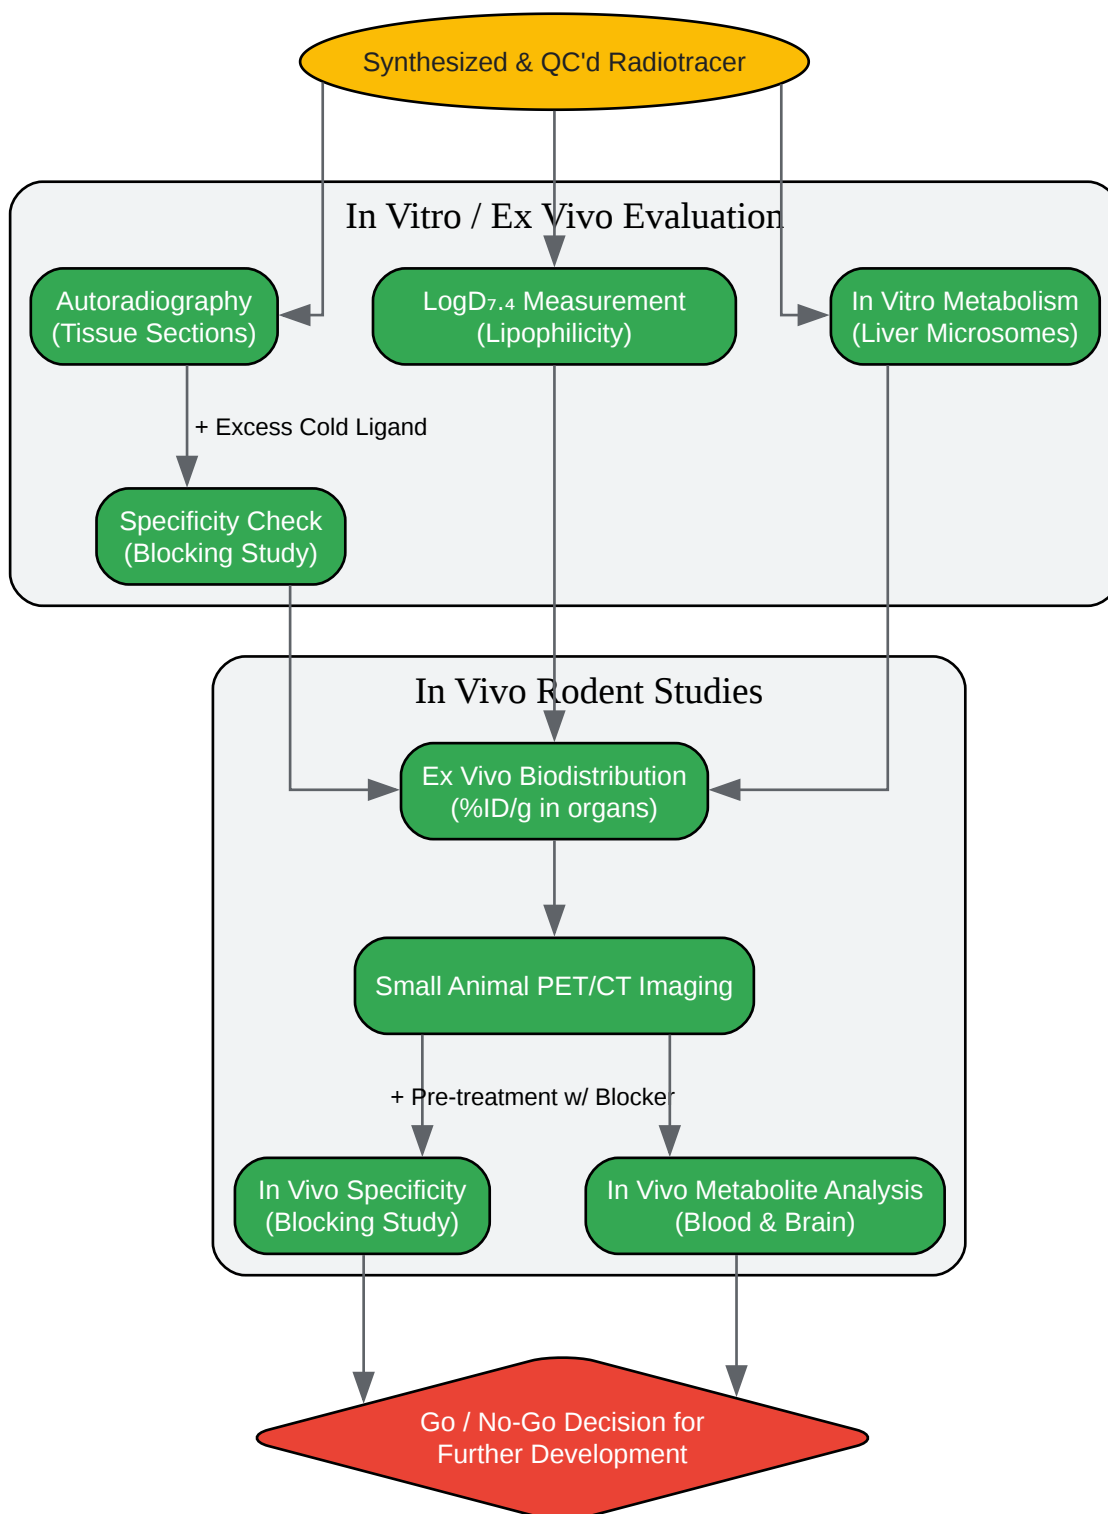 Synthesized & QC'd Radiotracer
In Vitro / Ex Vivo Evaluation
Autoradiography
(Tissue Sections)
LogD₇.₄ Measurement
(Lipophilicity)
In Vitro Metabolism
(Liver Microsomes)
+ Excess Cold Ligand
Specificity Check
(Blocking Study)
In Vivo Rodent Studies
Ex Vivo Biodistribution
(%ID/g in organs)
Small Animal PET/CT Imaging
+ Pre-treatment w/ Blocker
In Vivo Specificity
(Blocking Study)
In Vivo Metabolite Analysis
(Blood & Brain)
Go / No-Go Decision for
Further Development